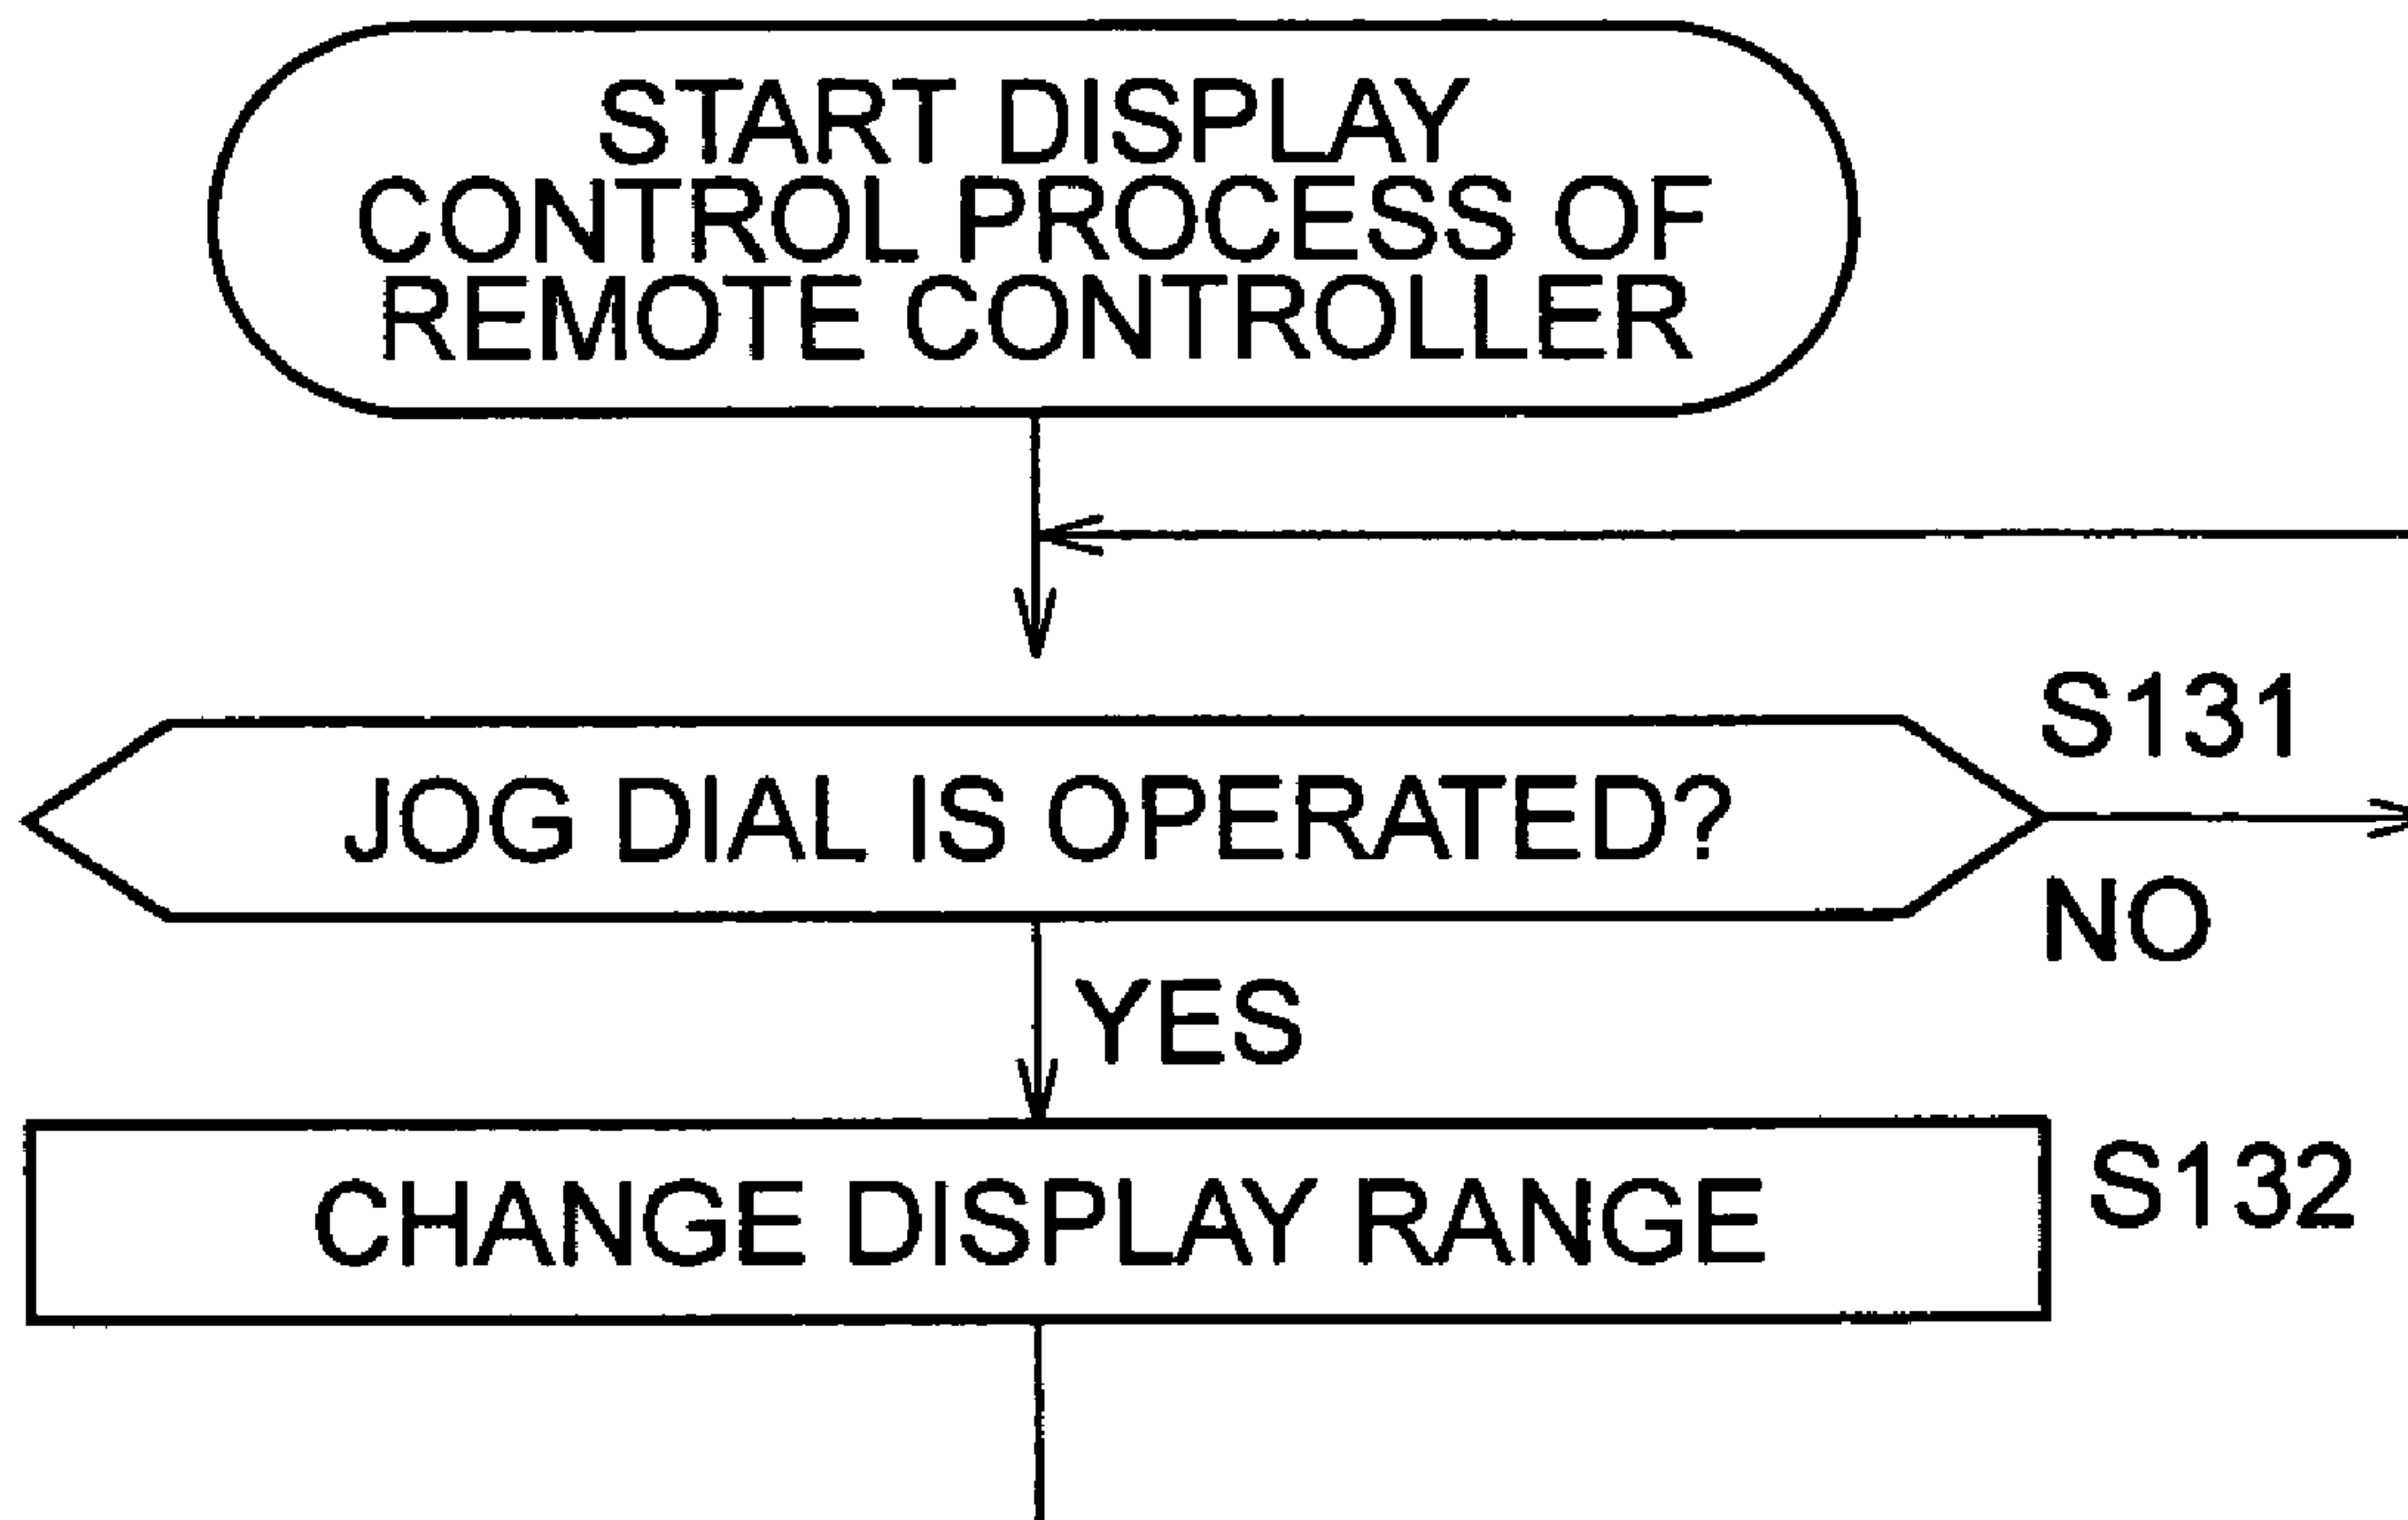 START DISPLAY
CONTROL PROCESS OF
REMOTE CONTROLLER
S131
JOG DIAL IS OPERATED?
NO
YES
CHANGE DISPLAY RANGE
S132